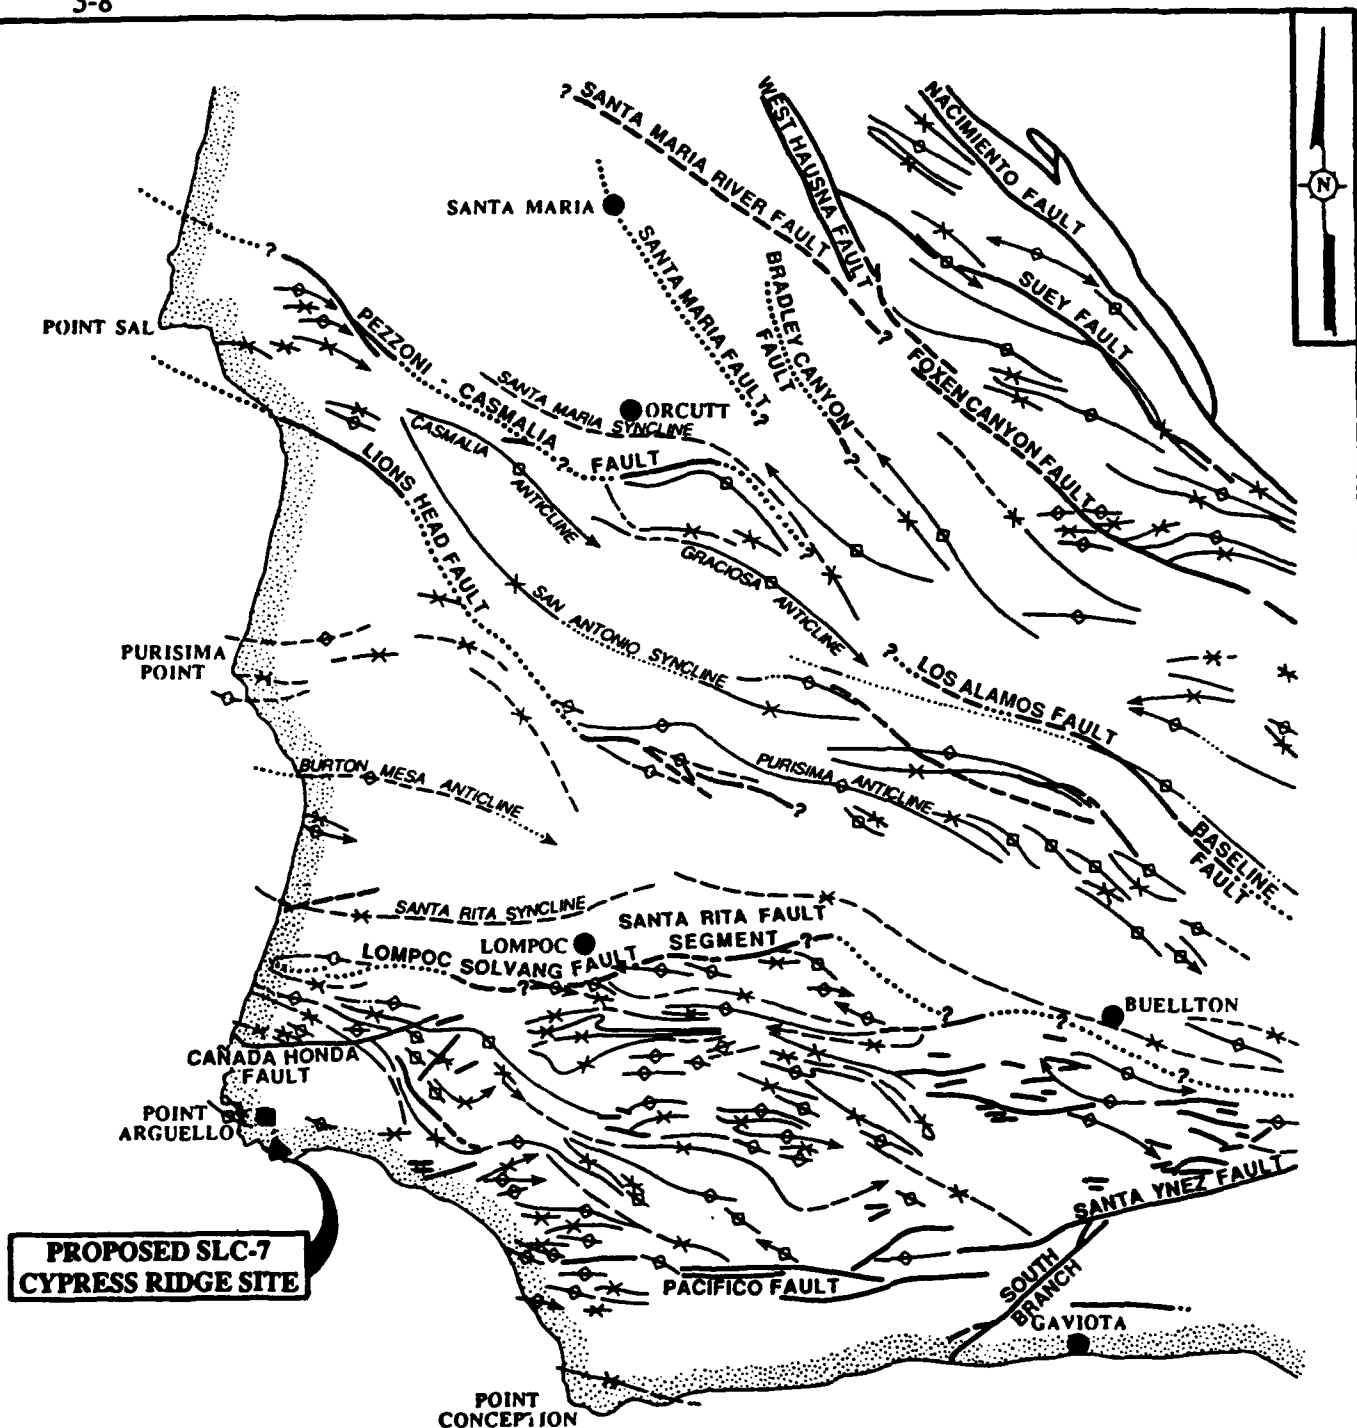 3-8
N
? SANTA MARIA RIVER FAULT ?
WEST HAUSNA FAULT
NACIMIENTO FAULT
SANTA MARIA
SANTA MARIA FAULT ?
BRADLEY CANYON
FAULT
?
SUEY FAULT
?
POINT SAL
PEZZONI - CASMALIA
?
FAULT
?
SANTA MARIA SYNCLINE
ORCUTT
FOXEN CANYON FAULT
CASMALIA
ANTICLINE
LIONS HEAD FAULT
GRACIOSA
ANTICLINE
SAN ANTONIO SYNCLINE
PURISIMA
POINT
?
LOS ALAMOS FAULT
BURTON MESA ANTICLINE
PURISIMA ANTICLINE
?
BASELINE
FAULT
SANTA RITA SYNCLINE
SANTA RITA FAULT
SEGMENT ?
LOMPOC
LOMPOC
SOLVANG FAULT
?
?
?
?
BUELLTON
CAÑADA HONDA
FAULT
POINT
ARGUELLO
SANTA YNEZ FAULT
PROPOSED SLC-7
CYPRESS RIDGE SITE
PACIFICO FAULT
SOUTH
BRANCH
GAVIOTA
POINT
CONCEPTION